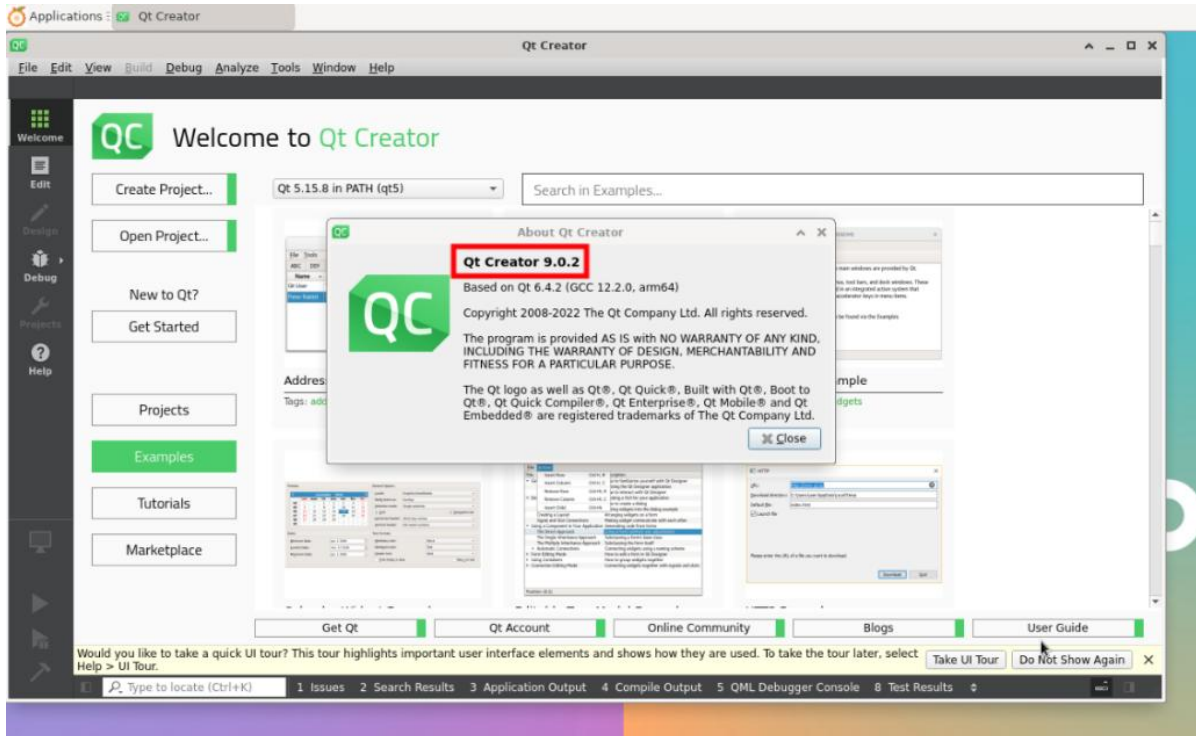 Applications
Qt Creator
Qt Creator
File Edit View Build Debug Analyze Tools Window Help
Welcome
Edit
Design
Debug
Projects
Help
QC Welcome to Qt Creator
Create Project...
Qt 5.15.8 in PATH (qt5)
Search in Examples...
Open Project...
New to Qt?
Get Started
Projects
Examples
Tutorials
Marketplace
About Qt Creator
QC
Qt Creator 9.0.2
Based on Qt 6.4.2 (GCC 12.2.0, arm64)
Copyright 2008-2022 The Qt Company Ltd. All rights reserved.
The program is provided AS IS with NO WARRANTY OF ANY KIND,
INCLUDING THE WARRANTY OF DESIGN, MERCHANTABILITY AND
FITNESS FOR A PARTICULAR PURPOSE.
The Qt logo as well as Qt®, Qt Quick®, Built with Qt®, Boot to
Qt®, Qt Quick Compiler®, Qt Enterprise®, Qt Mobile® and Qt
Embedded® are registered trademarks of The Qt Company Ltd.
Close
Tags:
Get Qt
Qt Account
Online Community
Blogs
User Guide
Would you like to take a quick UI tour? This tour highlights important user interface elements and shows how they are used. To take the tour later, select
Help > UI Tour.
Take UI Tour
Do Not Show Again
Type to locate (Ctrl+K)
1 Issues 2 Search Results 3 Application Output 4 Compile Output 5 QML Debugger Console 8 Test Results